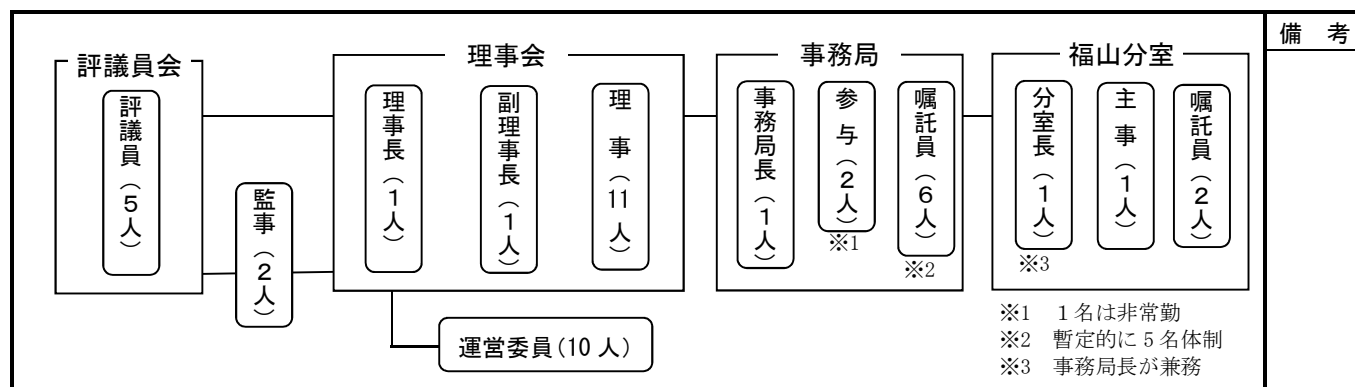 評議員会
評議員（5人）
監事（2人）
理事会
理事長（1人）
副理事長（1人）
理事（11人）
運営委員（10人）
事務局
事務局長（1人）
参与（2人）
※1
嘱託員（6人）
※2
福山分室
分室長（1人）
※3
主事（1人）
嘱託員（2人）
※1 1名は非常勤
※2 暫定的に5名体制
※3 事務局長が兼務
備 考